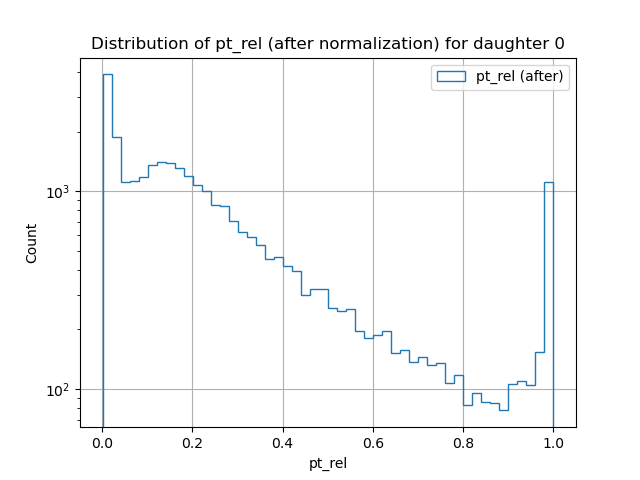 Distribution of pt_rel (after normalization) for daughter 0
pt_rel (after)
10³
10²
Count
0.0 0.2 0.4 0.6 0.8 1.0
pt_rel